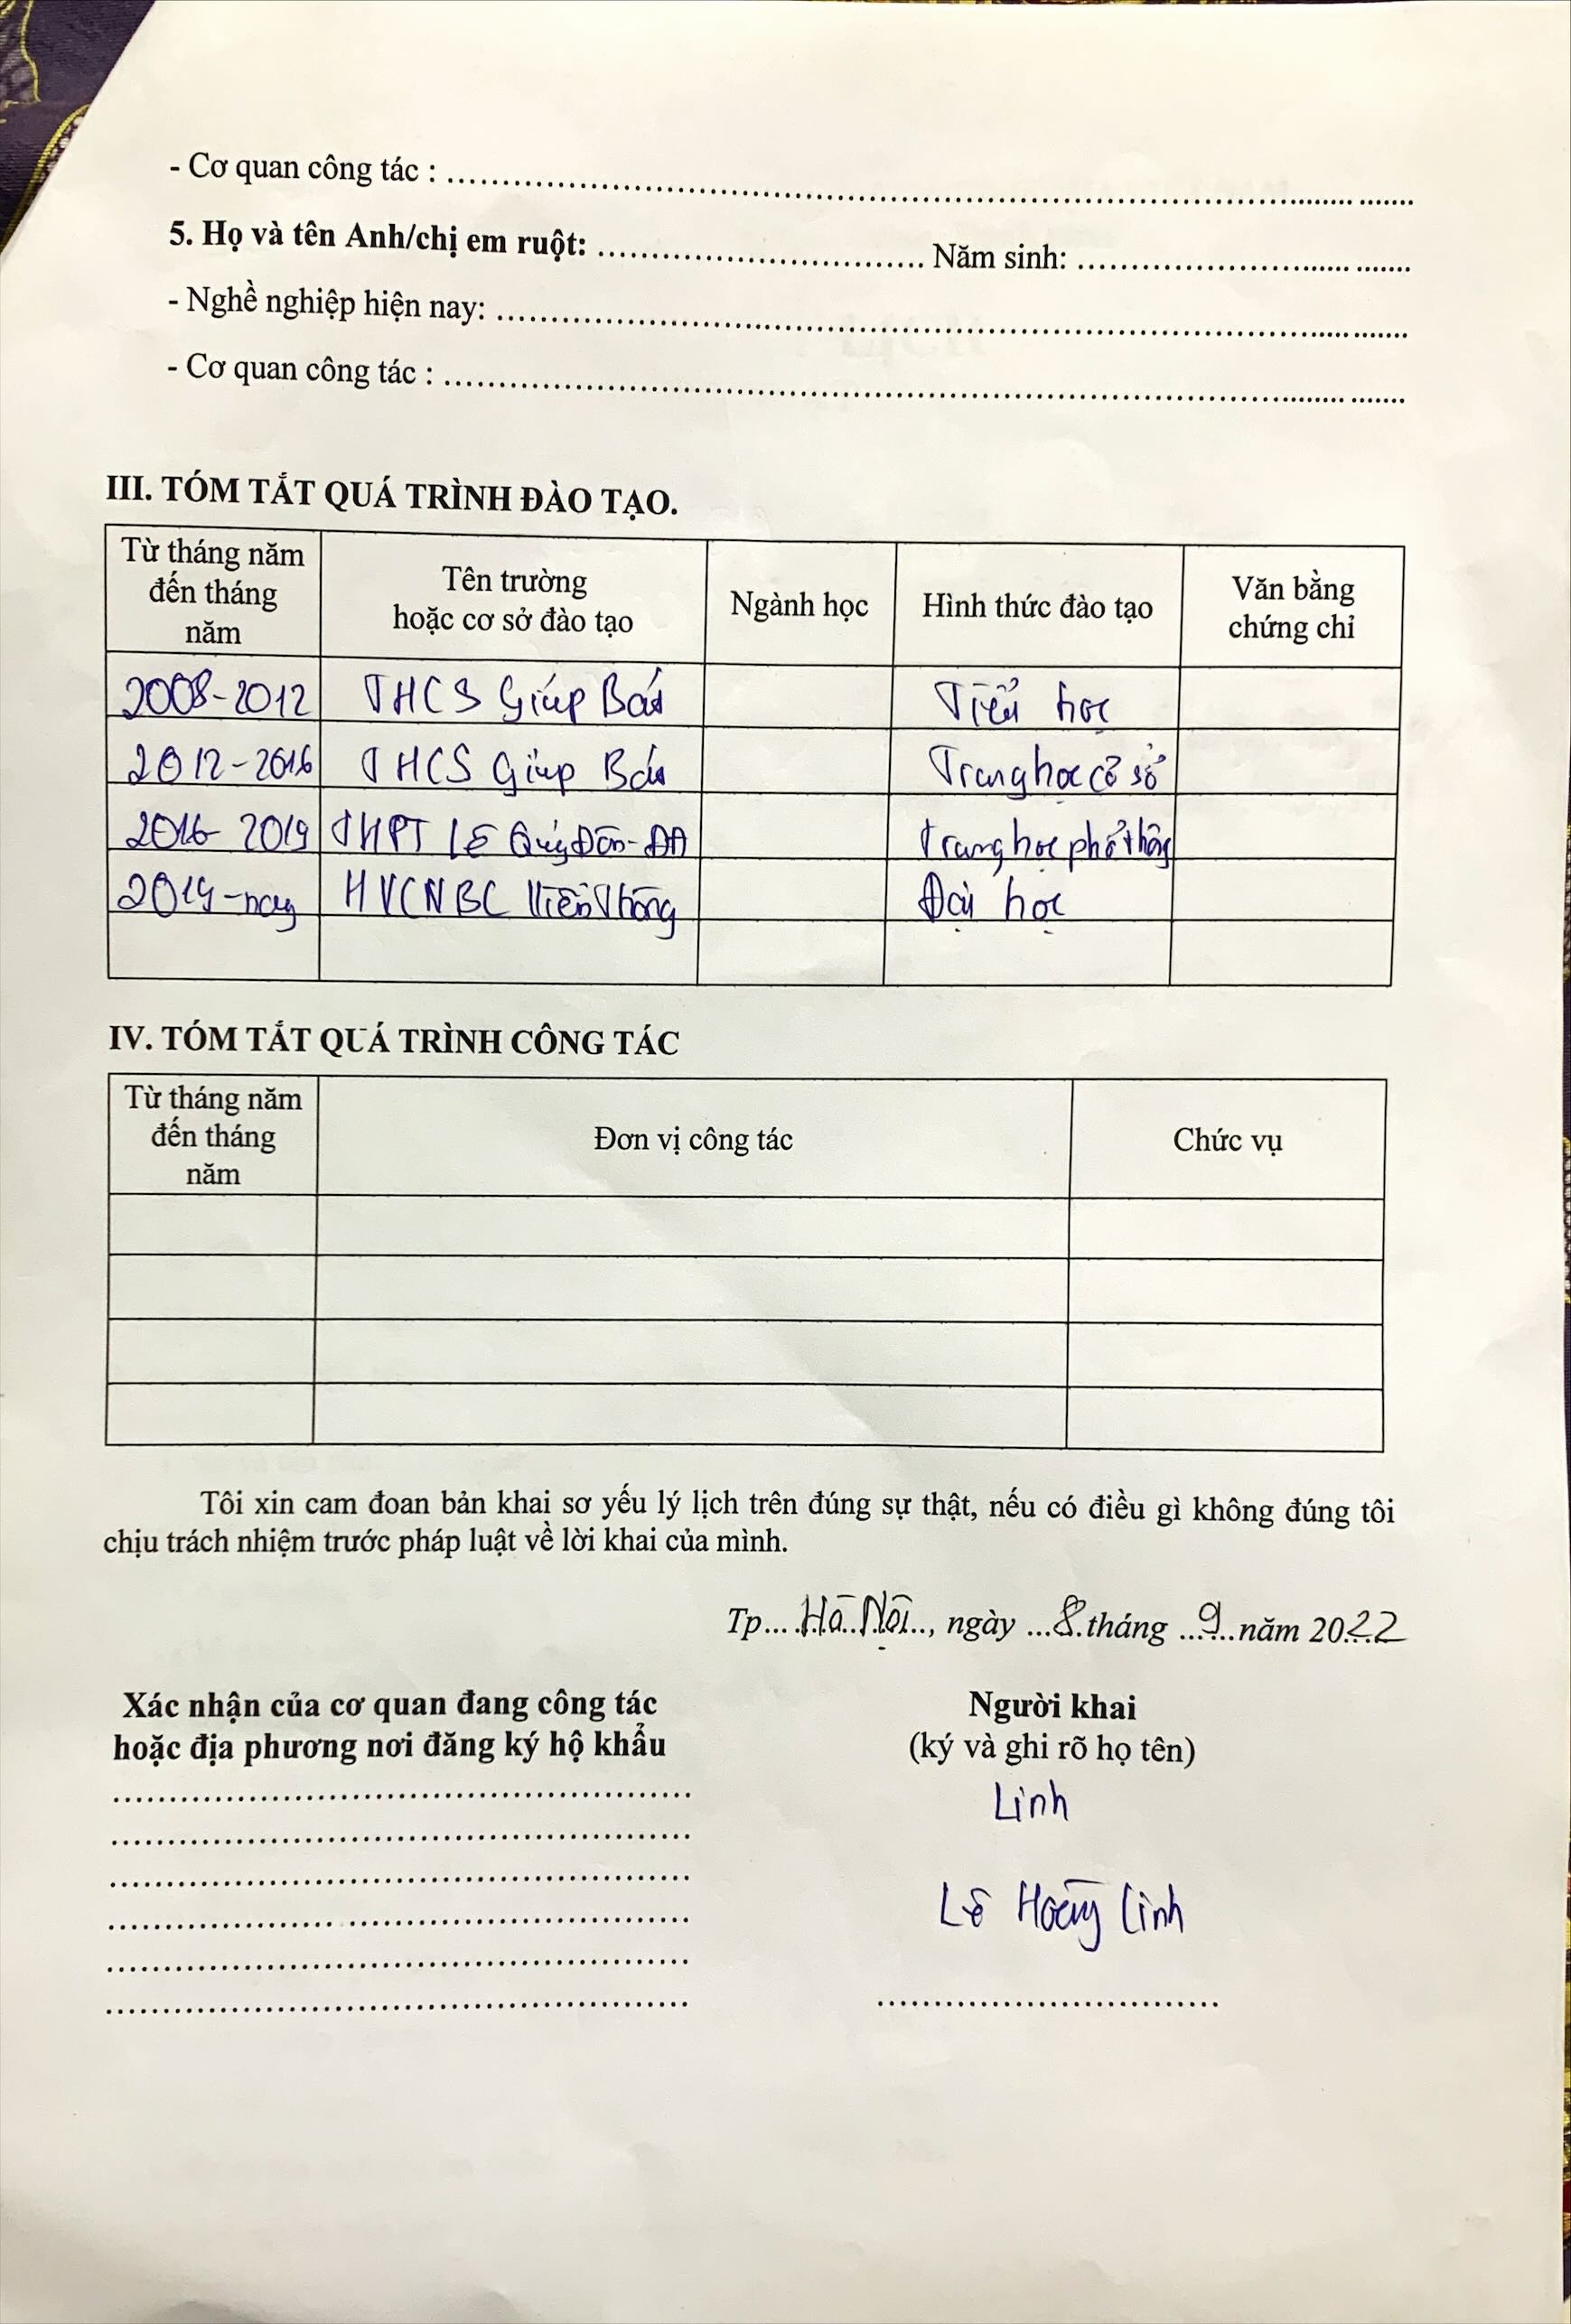 - Cơ quan công tác : ........................................................................
5. Họ và tên Anh/chị em ruột: .............................. Năm sinh: ..............................
- Nghề nghiệp hiện nay: ........................................................................
- Cơ quan công tác : ........................................................................
III. TÓM TẮT QUÁ TRÌNH ĐÀO TẠO.
Từ tháng năm đến tháng năm | Tên trường hoặc cơ sở đào tạo | Ngành học | Hình thức đào tạo | Văn bằng chứng chỉ
2008-2012 THCS Giáp Bát Tiểu học
2012-2016 THCS Giáp Bát Trung học cơ sở
2016-2019 THPT Lê Quý Đôn-ĐĐ Trung học phổ thông
2019-nay HVCNBC Viễn Thông Đại học
IV. TÓM TẮT QUÁ TRÌNH CÔNG TÁC
Từ tháng năm đến tháng năm | Đơn vị công tác | Chức vụ
Tôi xin cam đoan bản khai sơ yếu lý lịch trên đúng sự thật, nếu có điều gì không đúng tôi
chịu trách nhiệm trước pháp luật về lời khai của mình.
Tp... Hà Nội.., ngày ...8.tháng ...9...năm 2022
Xác nhận của cơ quan đang công tác
hoặc địa phương nơi đăng ký hộ khẩu
Người khai
(ký và ghi rõ họ tên)
Linh
Lê Hoàng Linh